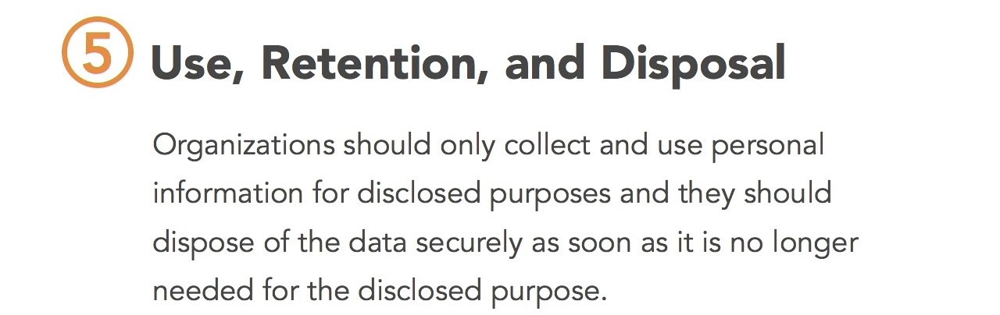 5 Use, Retention, and Disposal
Organizations should only collect and use personal
information for disclosed purposes and they should
dispose of the data securely as soon as it is no longer
needed for the disclosed purpose.